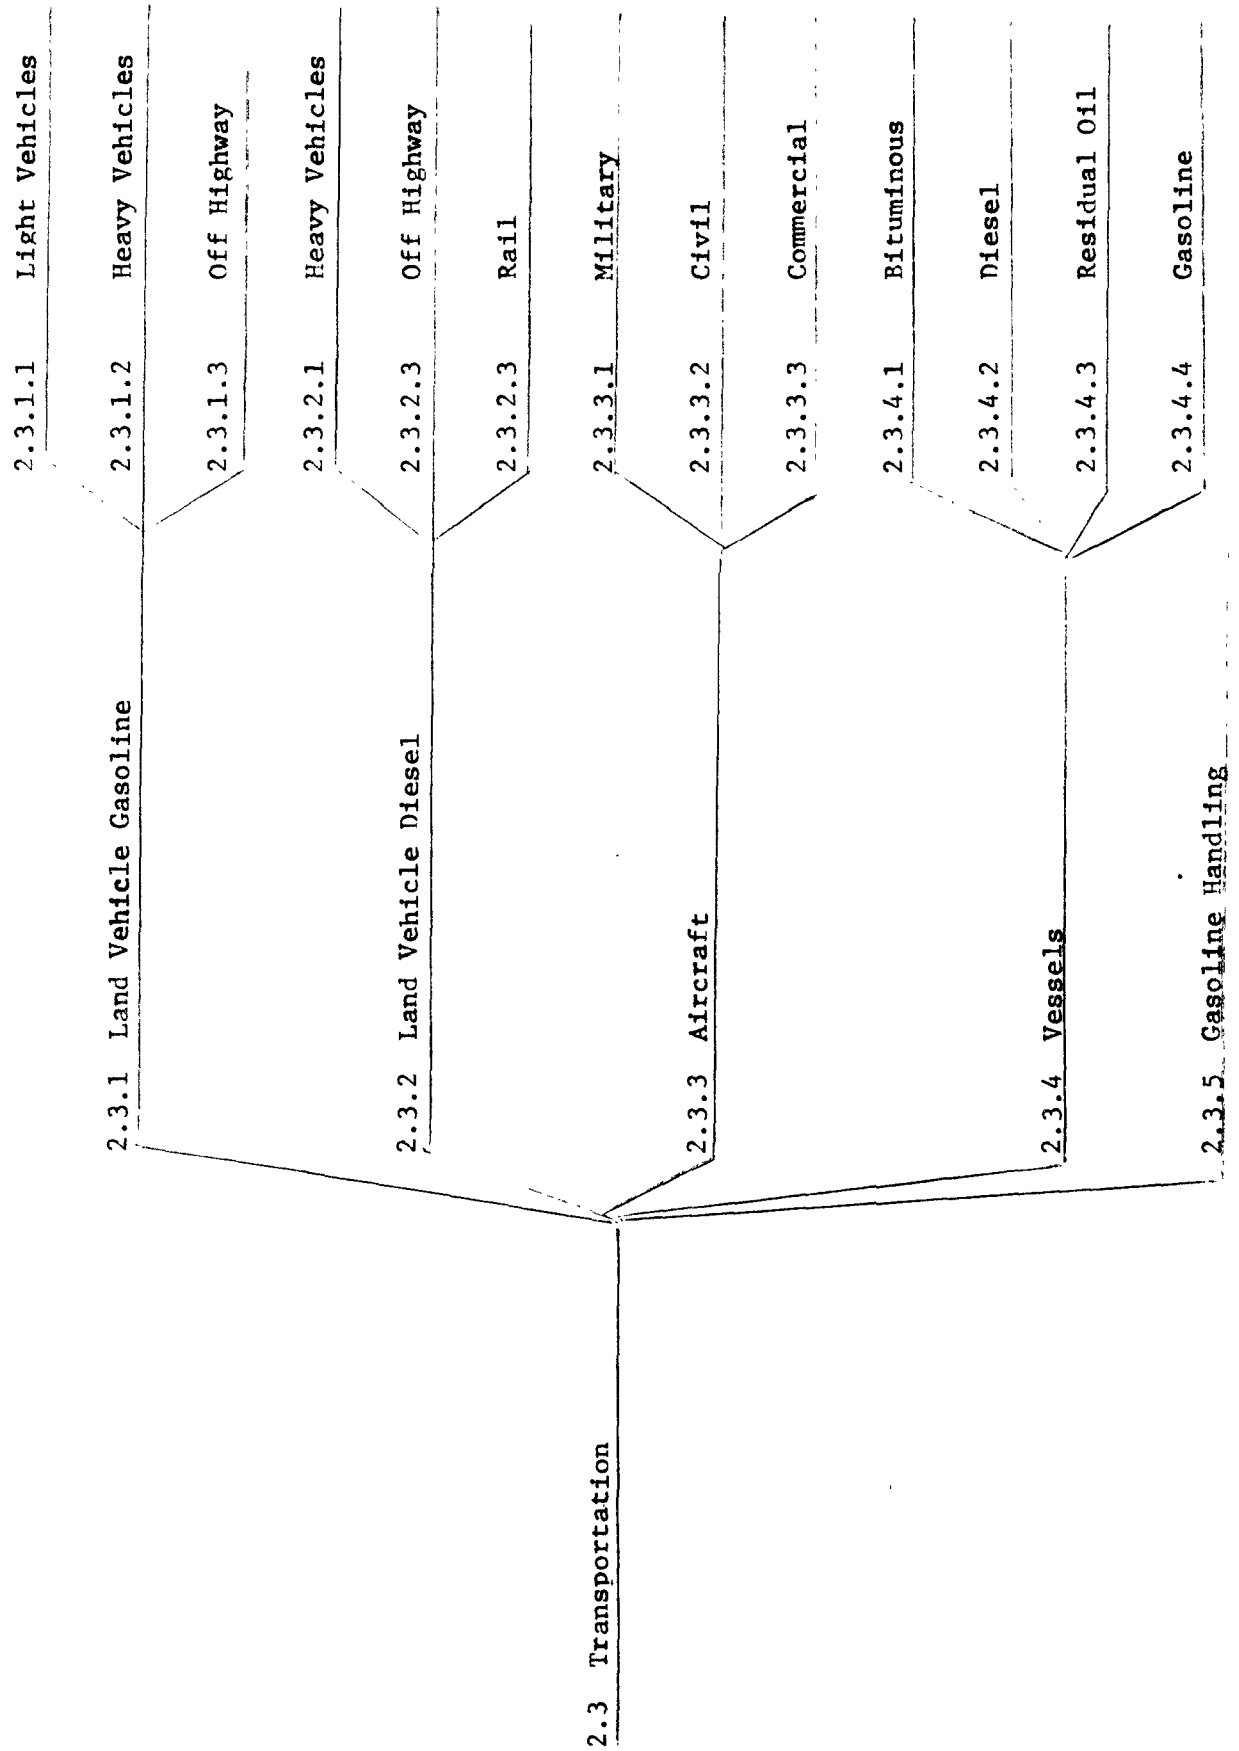 2.3 Transportation
2.3.1 Land Vehicle Gasoline
2.3.1.1 Light Vehicles
2.3.1.2 Heavy Vehicles
2.3.1.3 Off Highway
2.3.2 Land Vehicle Diesel
2.3.2.1 Heavy Vehicles
2.3.2.3 Off Highway
2.3.2.3 Rail
2.3.3 Aircraft
2.3.3.1 Military
2.3.3.2 Civil
2.3.3.3 Commercial
2.3.4 Vessels
2.3.4.1 Bituminous
2.3.4.2 Diesel
2.3.4.3 Residual Oil
2.3.4.4 Gasoline
2.3.5 Gasoline Handling